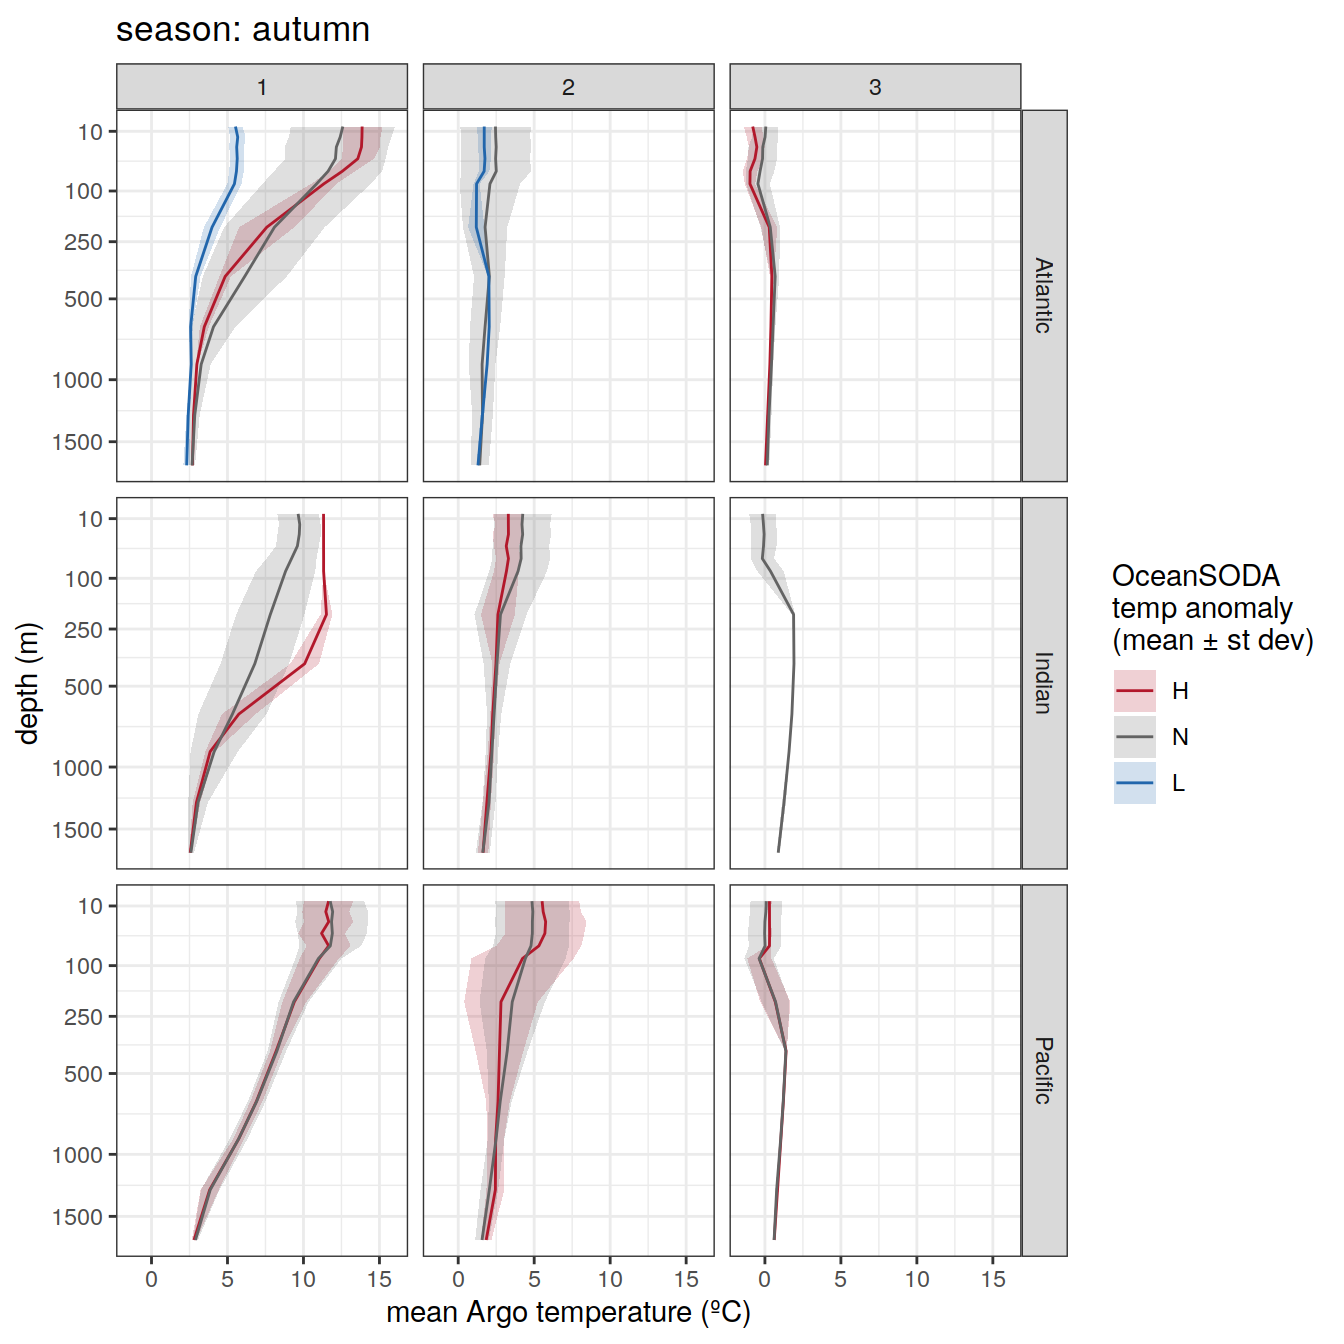 season: autumn
1 2 3
10
100
250
500
1000
1500
Atlantic
10
100
250
500
1000
1500
Indian
10
100
250
500
1000
1500
Pacific
depth (m)
0 5 10 15 0 5 10 15 0 5 10 15
mean Argo temperature (ºC)
OceanSODA
temp anomaly
(mean ± st dev)
H
N
L